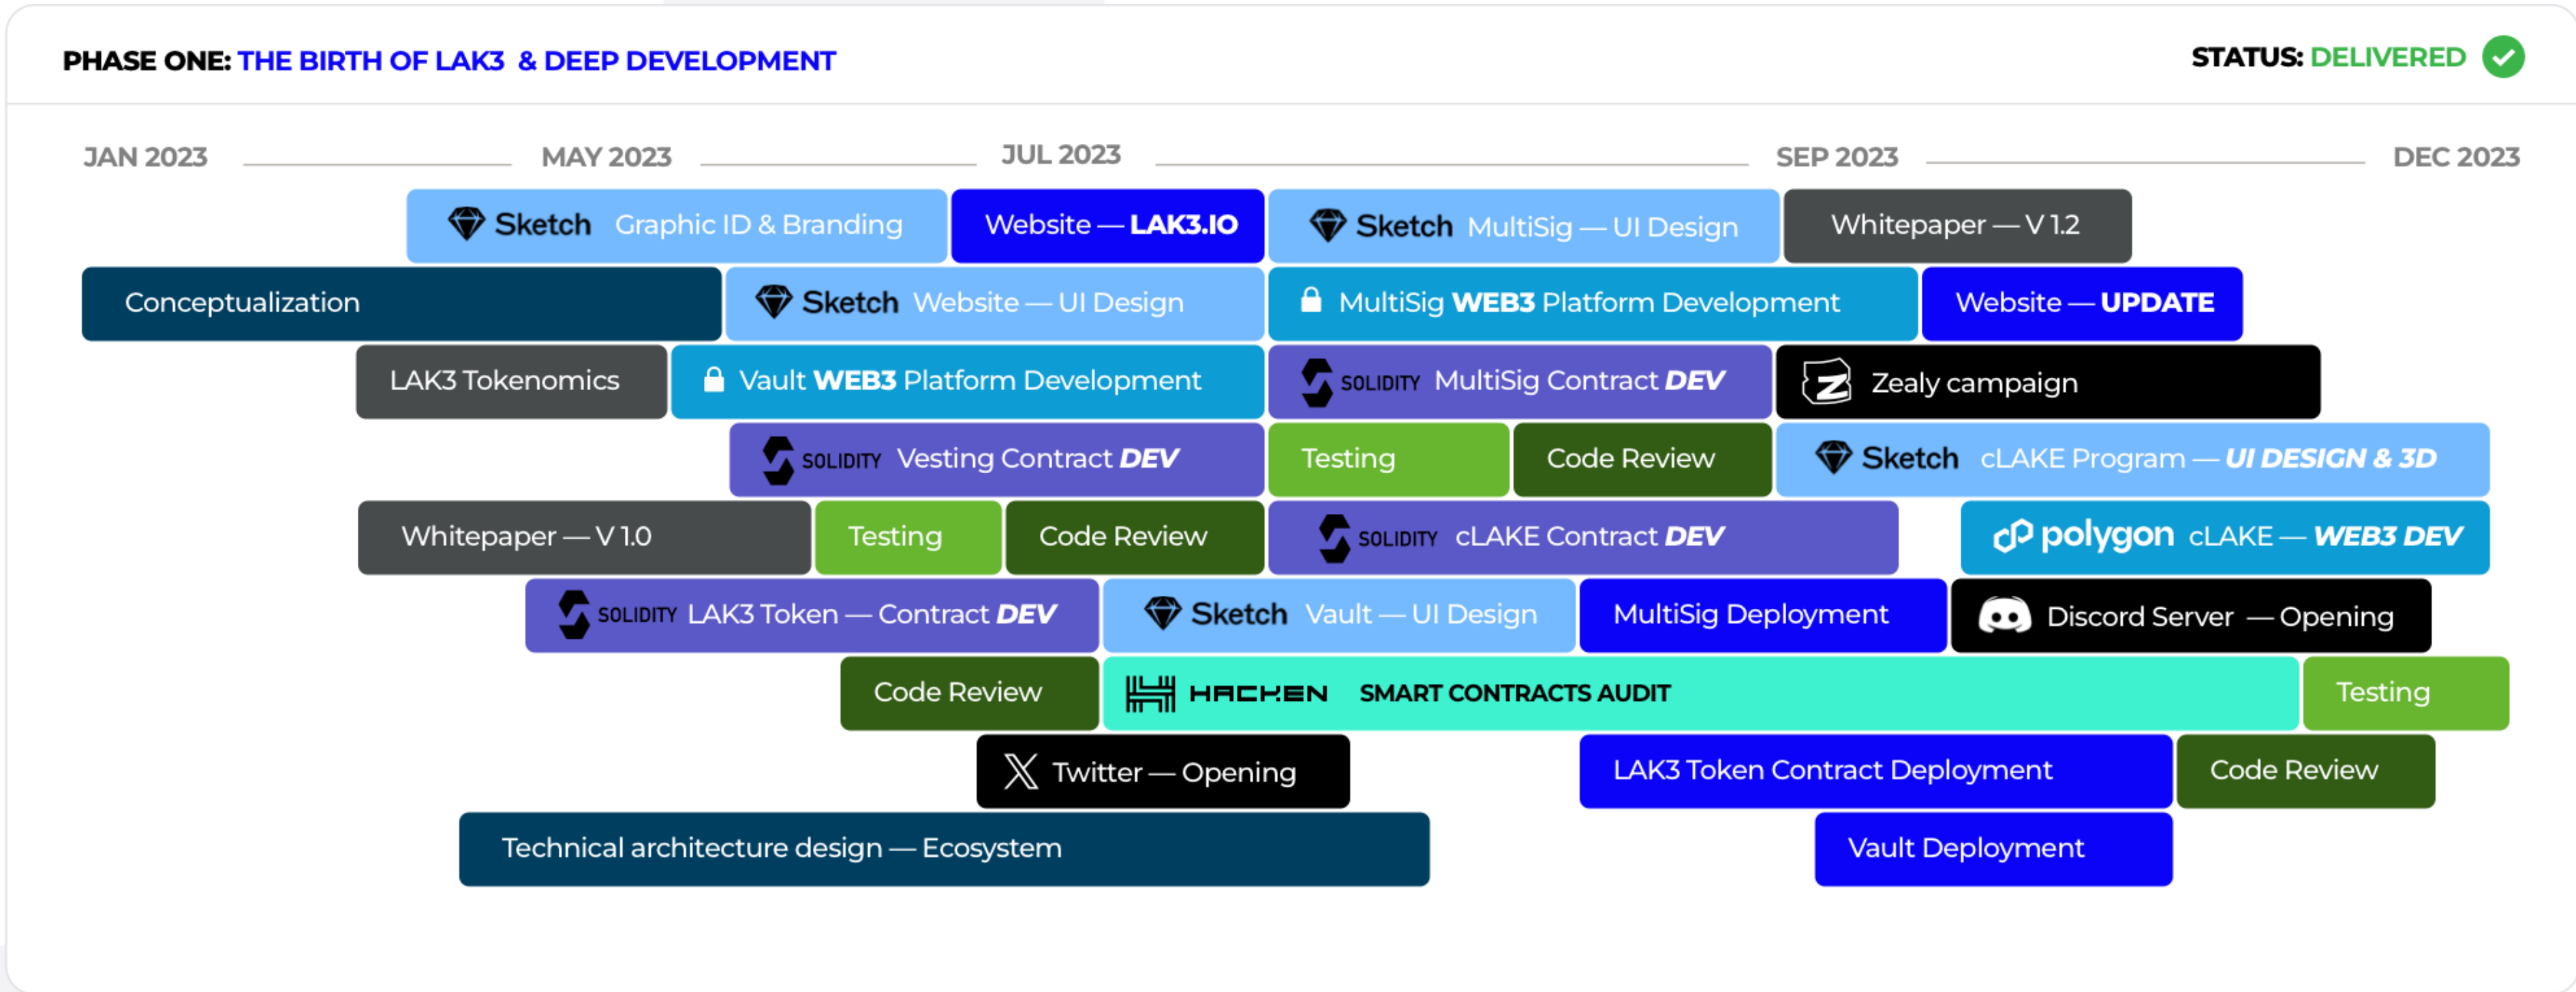 PHASE ONE: THE BIRTH OF LAK3 & DEEP DEVELOPMENT
STATUS: DELIVERED
JAN 2023 MAY 2023 JUL 2023 SEP 2023 DEC 2023
Sketch Graphic ID & Branding
Website — LAK3.IO
Sketch MultiSig — UI Design
Whitepaper — V 1.2
Conceptualization
Sketch Website — UI Design
MultiSig WEB3 Platform Development
Website — UPDATE
LAK3 Tokenomics
Vault WEB3 Platform Development
SOLIDITY MultiSig Contract DEV
Zealy campaign
SOLIDITY Vesting Contract DEV
Testing
Code Review
Sketch cLAKE Program — UI DESIGN & 3D
Whitepaper — V 1.0
Testing
Code Review
SOLIDITY cLAKE Contract DEV
polygon cLAKE — WEB3 DEV
SOLIDITY LAK3 Token — Contract DEV
Sketch Vault — UI Design
MultiSig Deployment
Discord Server — Opening
Code Review
HACKEN SMART CONTRACTS AUDIT
Testing
Twitter — Opening
LAK3 Token Contract Deployment
Code Review
Technical architecture design — Ecosystem
Vault Deployment